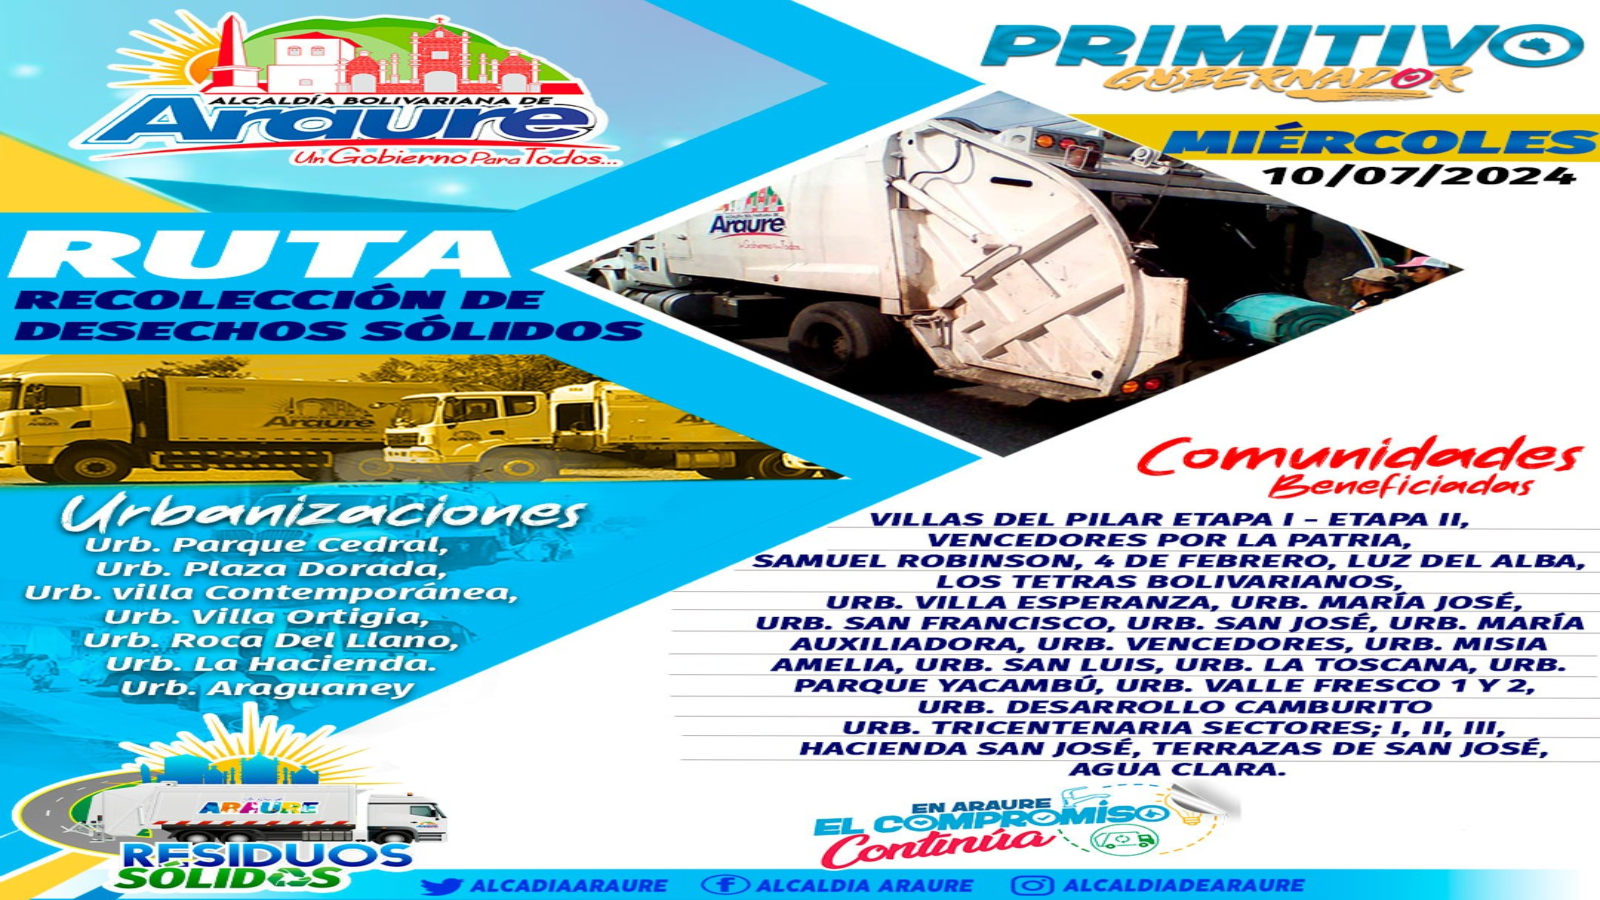 ALCALDÍA BOLIVARIANA DE
Araure
Un Gobierno Para Todos...
PRIMITIVO
GOBERNADOR
MIÉRCOLES
10/07/2024
RUTA
RECOLECCIÓN DE
DESECHOS SÓLIDOS
Araure
Un Gobierno Para Todos...
Araure
Urbanizaciones
Urb. Parque Cedral,
Urb. Plaza Dorada,
Urb. villa Contemporánea,
Urb. Villa Ortigia,
Urb. Roca Del Llano,
Urb. La Hacienda.
Urb. Araguaney
Comunidades
Beneficiadas
VILLAS DEL PILAR ETAPA I - ETAPA II,
VENCEDORES POR LA PATRIA,
SAMUEL ROBINSON, 4 DE FEBRERO, LUZ DEL ALBA,
LOS TETRAS BOLIVARIANOS,
URB. VILLA ESPERANZA, URB. MARÍA JOSÉ,
URB. SAN FRANCISCO, URB. SAN JOSÉ, URB. MARÍA
AUXILIADORA, URB. VENCEDORES, URB. MISIA
AMELIA, URB. SAN LUIS, URB. LA TOSCANA, URB.
PARQUE YACAMBÚ, URB. VALLE FRESCO 1 Y 2,
URB. DESARROLLO CAMBURITO
URB. TRICENTENARIA SECTORES; I, II, III,
HACIENDA SAN JOSÉ, TERRAZAS DE SAN JOSÉ,
AGUA CLARA.
ARAURE
RESIDUOS
SÓLIDOS
EN ARAURE
EL COMPROMISO
Continúa
ALCADIAARAURE
ALCALDIA ARAURE
ALCALDIADEARAURE